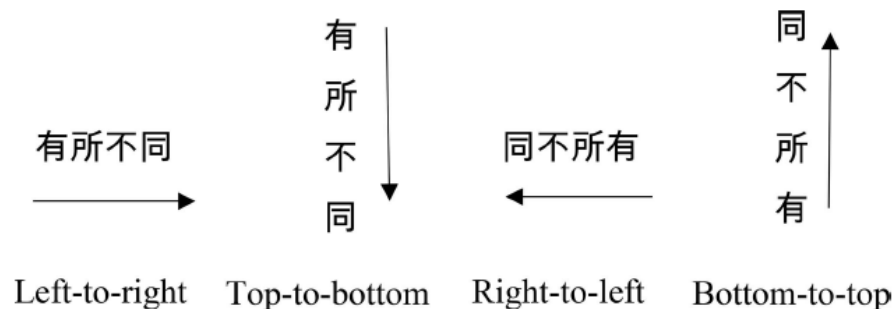 有所不同
有所不同
有所不同
有所不同
Left-to-right
Top-to-bottom
Right-to-left
Bottom-to-top